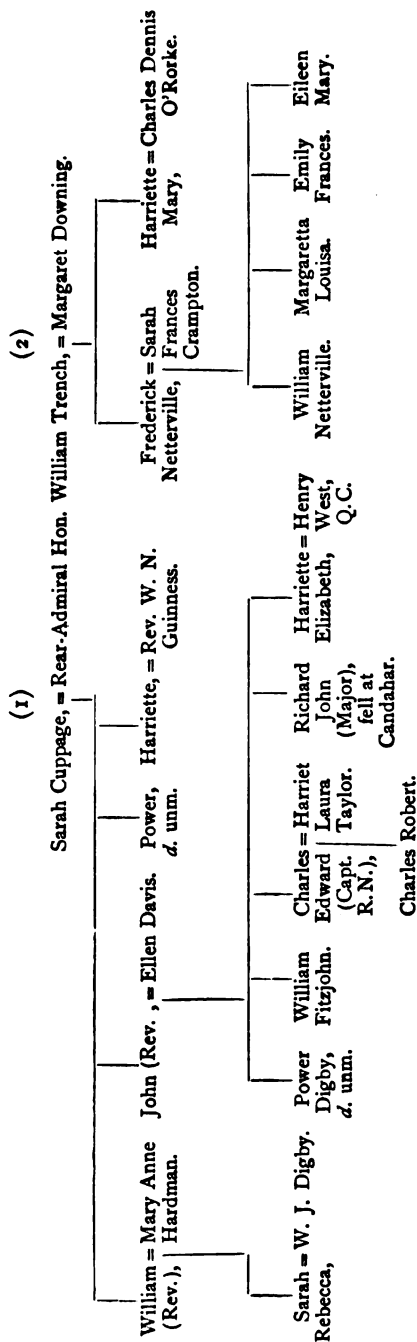 (1) (2)
Sarah Cuppage, = Rear-Admiral Hon. William Trench, = Margaret Downing.
William = Mary Anne
(Rev.), Hardman.
John (Rev. , = Ellen Davis.
Power,
d. unm.
Harriette, = Rev. W. N.
Guinness.
Frederick = Sarah
Netterville, Frances
Crampton.
Harriette = Charles Dennis
Mary, O'Rorke.
Sarah = W. J. Digby.
Rebecca,
Power
Digby,
d. unm.
William
Fitzjohn.
Charles = Harriet
Edward Laura
(Capt. Taylor.
R.N.),
Charles Robert.
Richard
John
(Major),
fell at
Candahar.
Harriette = Henry
Elizabeth, West,
Q.C.
William
Netterville.
Margaretta
Louisa.
Emily
Frances.
Eileen
Mary.